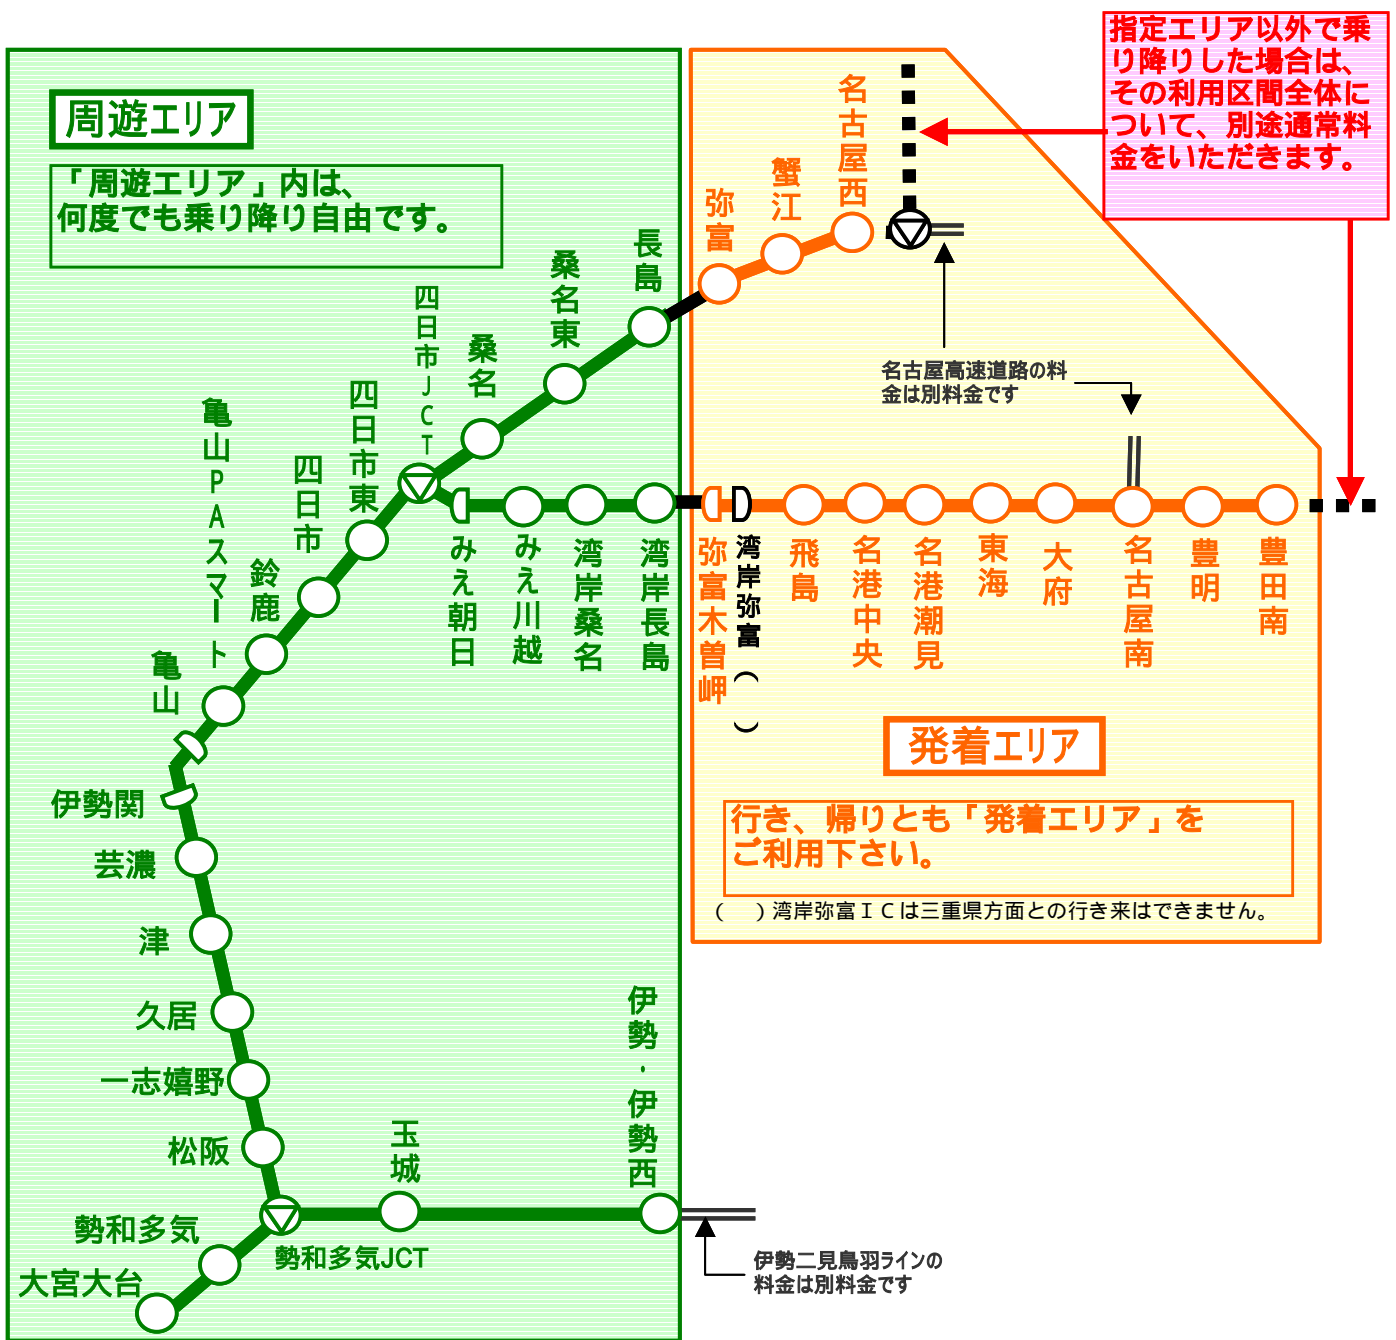 指定エリア以外で乗
り降りした場合は、
その利用区間全体に
ついて、別途通常料
金をいただきます。
周遊エリア
「周遊エリア」内は、
何度でも乗り降り自由です。
名古屋西
蟹江
弥富
長島
桑名東
桑名
四日市JCT
四日市東
四日市
鈴鹿
亀山PAスマート
亀山
名古屋高速道路の料
金は別料金です
みえ朝日
みえ川越
湾岸桑名
湾岸長島
弥富木曽岬
湾岸弥富（　）
飛島
名港中央
名港潮見
東海
大府
名古屋南
豊明
豊田南
発着エリア
行き、帰りとも「発着エリア」を
ご利用下さい。
（　）湾岸弥富ＩＣは三重県方面との行き来はできません。
伊勢関
芸濃
津
久居
一志嬉野
松阪
玉城
伊勢・伊勢西
勢和多気
勢和多気JCT
大宮大台
伊勢二見鳥羽ラインの
料金は別料金です